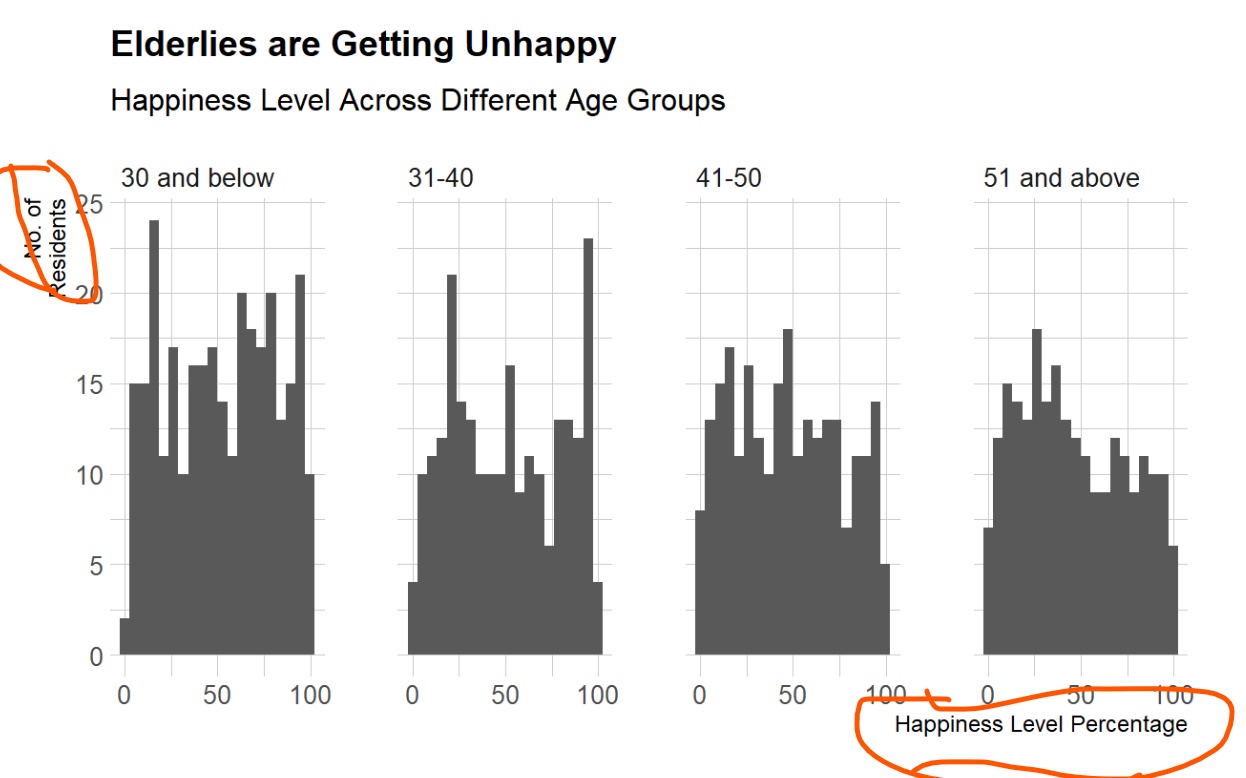 Elderlies are Getting Unhappy
Happiness Level Across Different Age Groups
30 and below
31-40
41-50
51 and above
No. of
Residents
25
20
15
10
5
0
0 50 100
0 50 100
0 50 100
0 50 100
Happiness Level Percentage